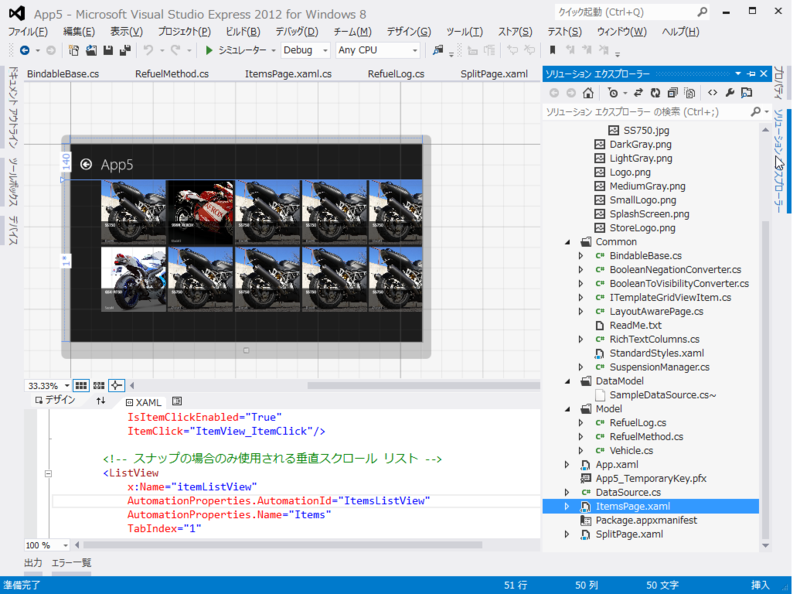 App5 - Microsoft Visual Studio Express 2012 for Windows 8
クイック起動 (Ctrl+Q)
ファイル(F) 編集(E) 表示(V) プロジェクト(P) ビルド(B) デバッグ(D) チーム(M) デザイン(G) ツール(T) ストア(S) テスト(S) ウィンドウ(W) ヘルプ(H)
シミュレーター Debug Any CPU
BindableBase.cs RefuelMethod.cs ItemsPage.xaml.cs RefuelLog.cs SplitPage.xaml
ドキュメント アウトライン
ツールボックス
デバイス
140
App5
1*
SS750
SS750
SS750
SS750
SS750
SS750
SS750
SS750
33.33%
デザイン
XAML
IsItemClickEnabled="True"
ItemClick="ItemView_ItemClick"/>
<!-- スナップの場合のみ使用される垂直スクロール リスト -->
<ListView
x:Name="itemListView"
AutomationProperties.AutomationId="ItemsListView"
AutomationProperties.Name="Items"
TabIndex="1"
100 %
出力 エラー一覧
ソリューション エクスプローラー
ソリューション エクスプローラー の検索 (Ctrl+;)
SS750.jpg
DarkGray.png
LightGray.png
Logo.png
MediumGray.png
SmallLogo.png
SplashScreen.png
StoreLogo.png
Common
BindableBase.cs
BooleanNegationConverter.cs
BooleanToVisibilityConverter.cs
ITemplateGridViewItem.cs
LayoutAwarePage.cs
ReadMe.txt
RichTextColumns.cs
StandardStyles.xaml
SuspensionManager.cs
DataModel
SampleDataSource.cs~
Model
RefuelLog.cs
RefuelMethod.cs
Vehicle.cs
App.xaml
App5_TemporaryKey.pfx
DataSource.cs
ItemsPage.xaml
Package.appxmanifest
SplitPage.xaml
プロパティ
ソリューション エクスプローラー
準備完了 51 行 50 列 50 文字 挿入